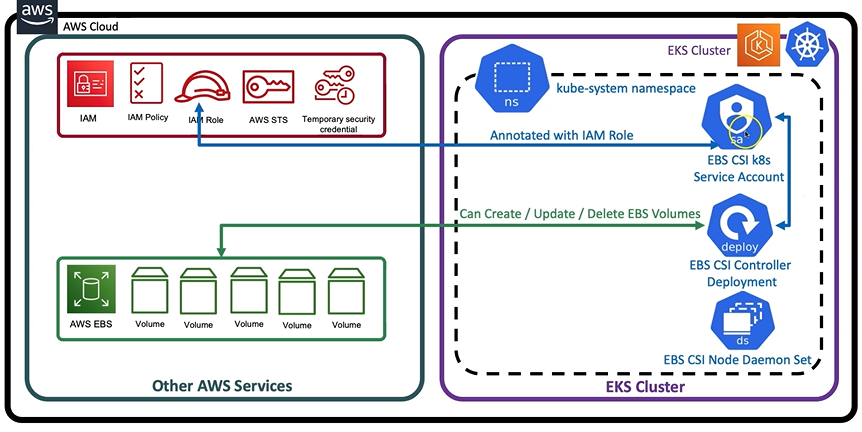 aws
AWS Cloud
IAM
IAM Policy
IAM Role
AWS STS
Temporary security
credential
EKS Cluster
K
ns
kube-system namespace
sa
Annotated with IAM Role
EBS CSI k8s
Service Account
Can Create / Update / Delete EBS Volumes
deploy
EBS CSI Controller
Deployment
AWS EBS
Volume
Volume
Volume
Volume
Volume
ds
EBS CSI Node Daemon Set
Other AWS Services
EKS Cluster